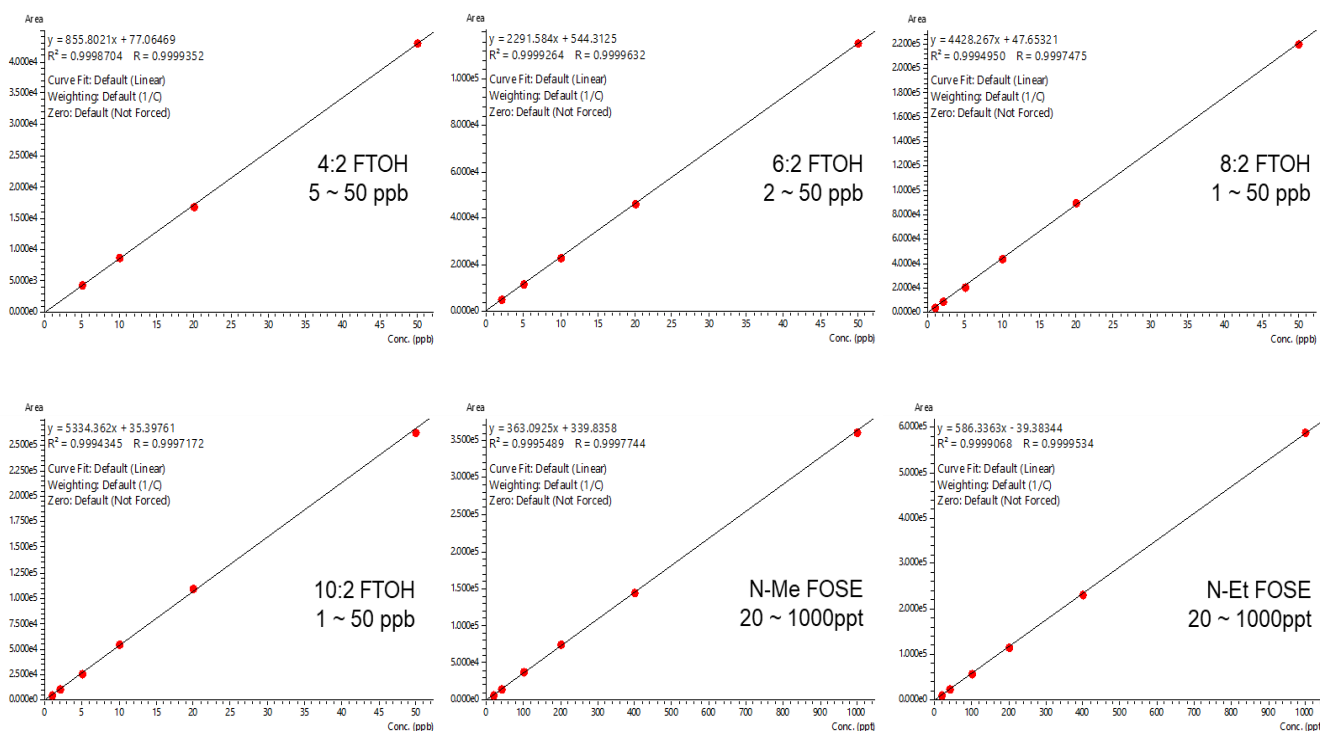 Area
y = 855.8021x + 77.06469
R² = 0.9998704 R = 0.9999352
Curve Fit: Default (Linear)
Weighting: Default (1/C)
Zero: Default (Not Forced)
4:2 FTOH
5 ~ 50 ppb
4.000e4
3.500e4
3.000e4
2.500e4
2.000e4
1.500e4
1.000e4
5.000e3
0.000e0
0 5 10 15 20 25 30 35 40 45 50
Conc. (ppb)
Area
y = 2291.584x + 544.3125
R² = 0.9999264 R = 0.9999632
Curve Fit: Default (Linear)
Weighting: Default (1/C)
Zero: Default (Not Forced)
6:2 FTOH
2 ~ 50 ppb
1.000e5
8.000e4
6.000e4
4.000e4
2.000e4
0.000e0
0 5 10 15 20 25 30 35 40 45 50
Conc. (ppb)
Area
y = 4428.267x + 47.65321
R² = 0.9994950 R = 0.9997475
Curve Fit: Default (Linear)
Weighting: Default (1/C)
Zero: Default (Not Forced)
8:2 FTOH
1 ~ 50 ppb
2.200e5
2.000e5
1.800e5
1.600e5
1.400e5
1.200e5
1.000e5
8.000e4
6.000e4
4.000e4
2.000e4
0.000e0
0 5 10 15 20 25 30 35 40 45 50
Conc. (ppb)
Area
y = 5334.362x + 35.39761
R² = 0.9994345 R = 0.9997172
Curve Fit: Default (Linear)
Weighting: Default (1/C)
Zero: Default (Not Forced)
10:2 FTOH
1 ~ 50 ppb
2.500e5
2.250e5
2.000e5
1.750e5
1.500e5
1.250e5
1.000e5
7.500e4
5.000e4
2.500e4
0.000e0
0 5 10 15 20 25 30 35 40 45 50
Conc. (ppb)
Area
y = 363.0925x + 339.8358
R² = 0.9995489 R = 0.9997744
Curve Fit: Default (Linear)
Weighting: Default (1/C)
Zero: Default (Not Forced)
N-Me FOSE
20 ~ 1000ppt
3.500e5
3.000e5
2.500e5
2.000e5
1.500e5
1.000e5
5.000e4
0.000e0
0 100 200 300 400 500 600 700 800 900 1000
Conc. (ppt)
Area
y = 586.3363x - 39.38344
R² = 0.9999068 R = 0.9999534
Curve Fit: Default (Linear)
Weighting: Default (1/C)
Zero: Default (Not Forced)
N-Et FOSE
20 ~ 1000ppt
6.000e5
5.000e5
4.000e5
3.000e5
2.000e5
1.000e5
0.000e0
0 100 200 300 400 500 600 700 800 900 1000
Conc. (ppt)